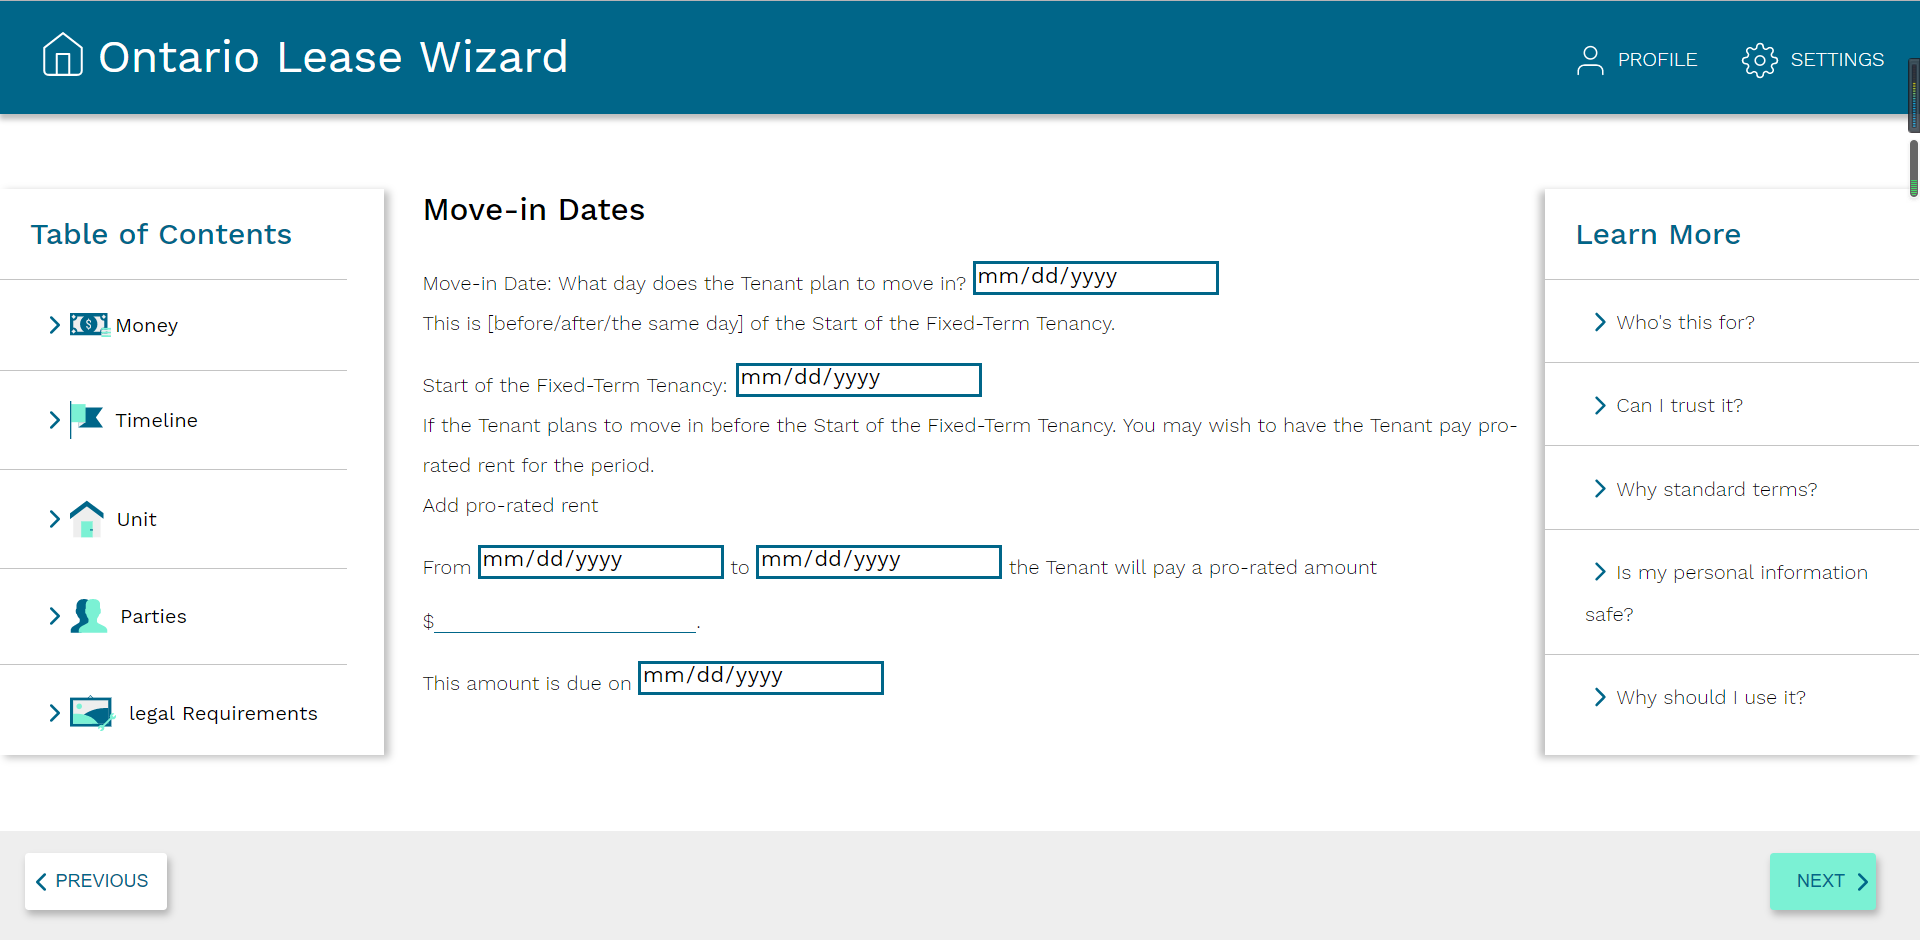 Ontario Lease Wizard
PROFILE
SETTINGS
Table of Contents
Money
Timeline
Unit
Parties
legal Requirements
Move-in Dates
Move-in Date: What day does the Tenant plan to move in? mm/dd/yyyy
This is [before/after/the same day] of the Start of the Fixed-Term Tenancy.
Start of the Fixed-Term Tenancy: mm/dd/yyyy
If the Tenant plans to move in before the Start of the Fixed-Term Tenancy. You may wish to have the Tenant pay pro-
rated rent for the period.
Add pro-rated rent
From mm/dd/yyyy to mm/dd/yyyy the Tenant will pay a pro-rated amount
$ .
This amount is due on mm/dd/yyyy
Learn More
Who's this for?
Can I trust it?
Why standard terms?
Is my personal information
safe?
Why should I use it?
PREVIOUS
NEXT